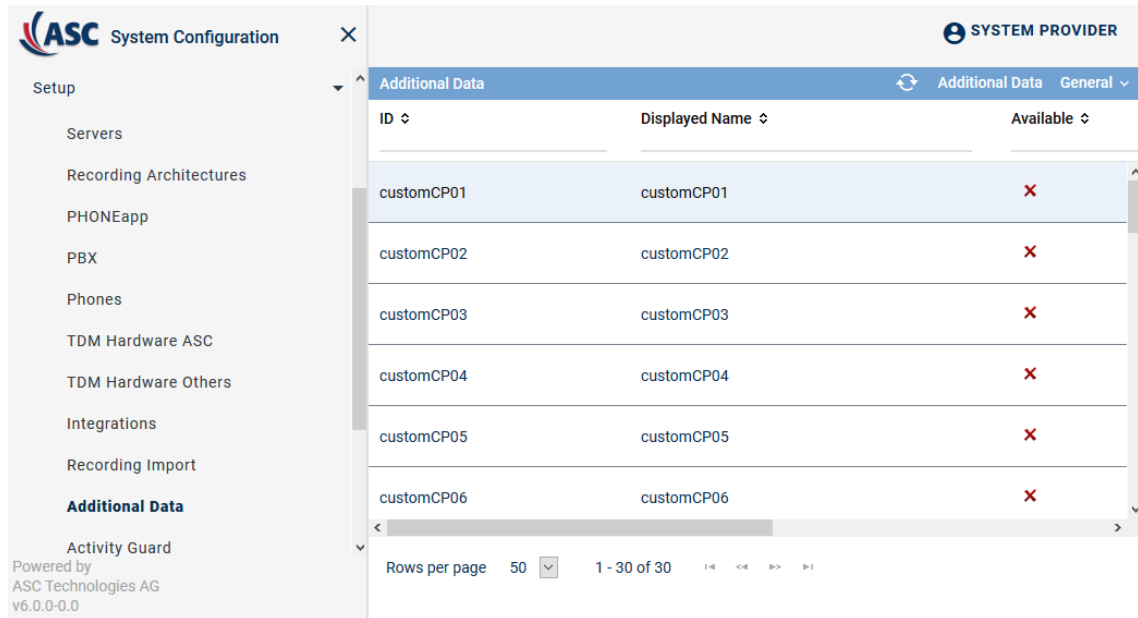 ASC System Configuration
SYSTEM PROVIDER
Setup
Servers
Recording Architectures
PHONEapp
PBX
Phones
TDM Hardware ASC
TDM Hardware Others
Integrations
Recording Import
Additional Data
Activity Guard
Powered by
ASC Technologies AG
v6.0.0-0.0
Additional Data Additional Data General
ID Displayed Name Available
customCP01 customCP01
customCP02 customCP02
customCP03 customCP03
customCP04 customCP04
customCP05 customCP05
customCP06 customCP06
Rows per page 50 1 - 30 of 30